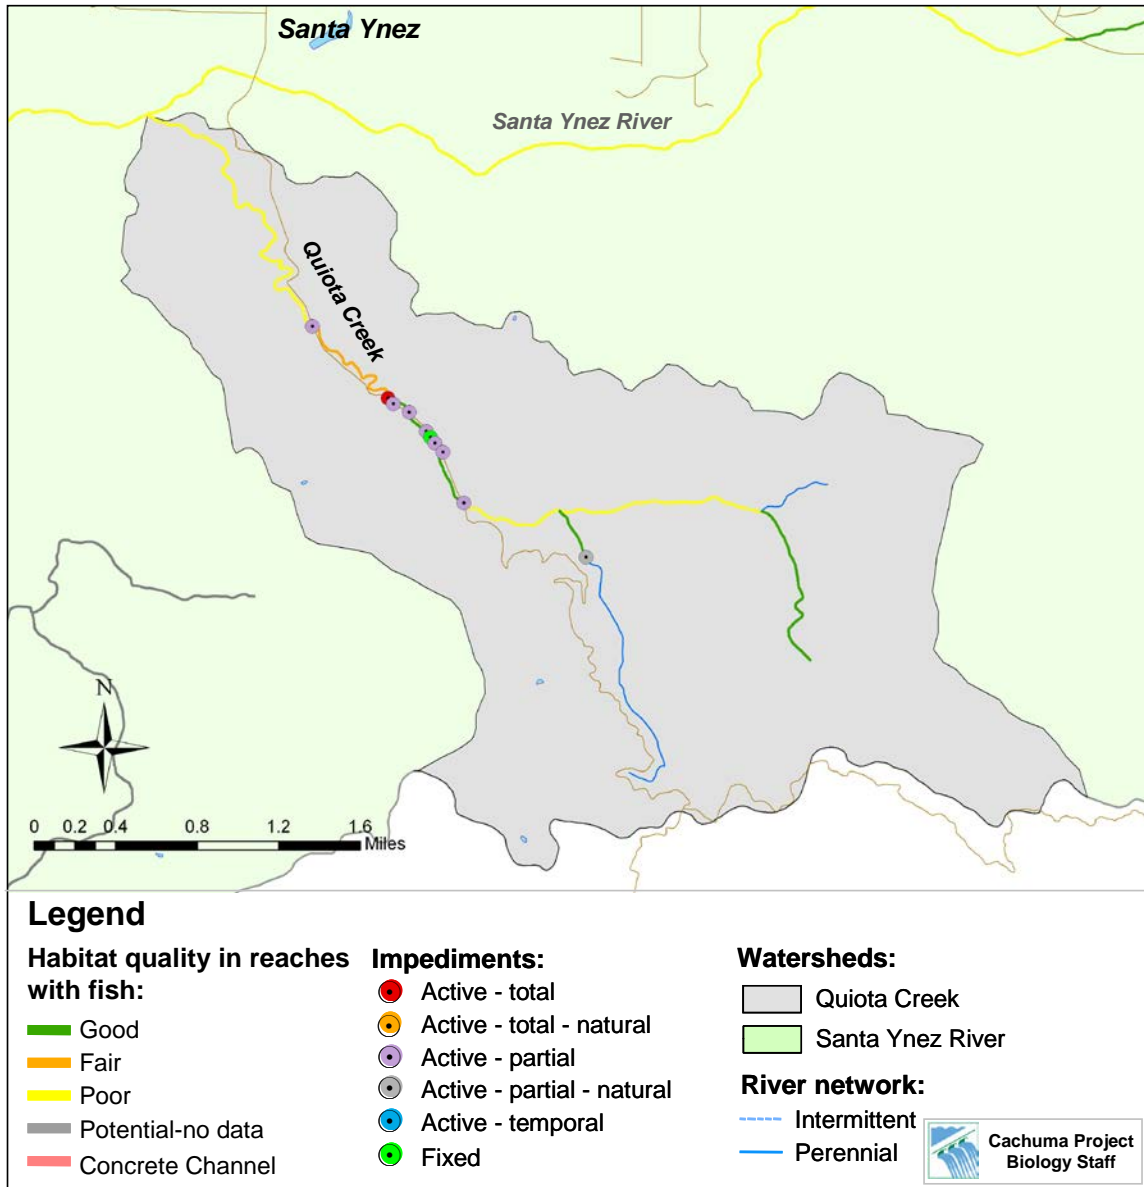 Santa Ynez
Santa Ynez River
Quiota Creek
N
0 0.2 0.4 0.8 1.2 1.6
Miles
Legend
Habitat quality in reaches
with fish:
Good
Fair
Poor
Potential-no data
Concrete Channel
Impediments:
Active - total
Active - total - natural
Active - partial
Active - partial - natural
Active - temporal
Fixed
Watersheds:
Quiota Creek
Santa Ynez River
River network:
Intermittent
Perennial
Cachuma Project
Biology Staff